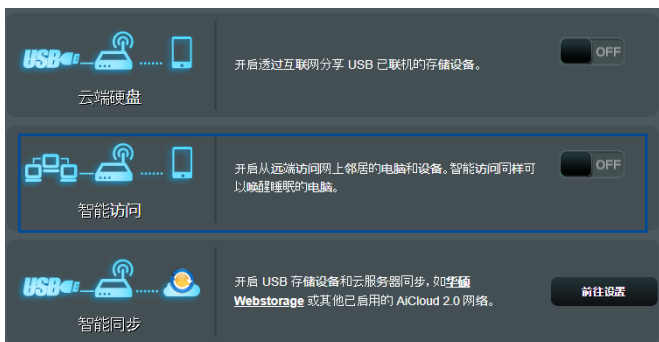 USB
云端硬盘
开启透过互联网分享 USB 已联机的存储设备。
OFF
智能访问
开启从远端访问网上邻居的电脑和设备。智能访问同样可
以唤醒睡眠的电脑。
OFF
USB
智能同步
开启 USB 存储设备和云服务器同步, 如华硕
Webstorage 或其他已启用的 AiCloud 2.0 网络。
前往设置